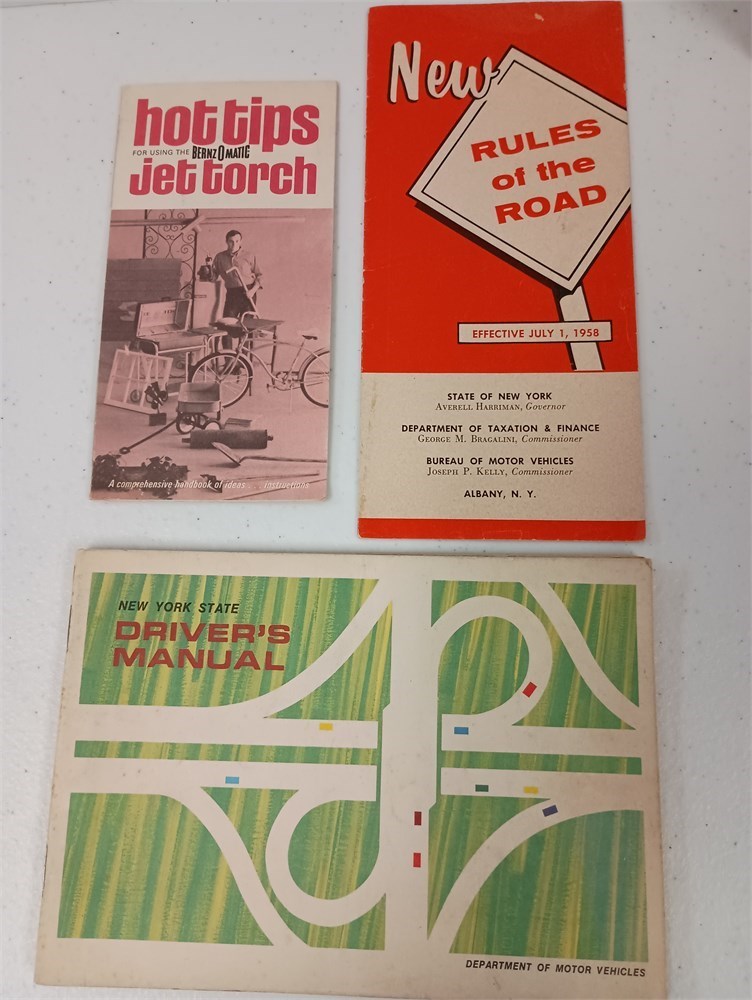 hot tips
FOR USING THE BERNZOMATIC
jet torch
A comprehensive handbook of ideas . . . instructions
New
RULES
of the
ROAD
EFFECTIVE JULY 1, 1958
STATE OF NEW YORK
AVERELL HARRIMAN, Governor
DEPARTMENT OF TAXATION & FINANCE
GEORGE M. BRAGALINI, Commissioner
BUREAU OF MOTOR VEHICLES
JOSEPH P. KELLY, Commissioner
ALBANY, N. Y.
NEW YORK STATE
DRIVER'S
MANUAL
DEPARTMENT OF MOTOR VEHICLES